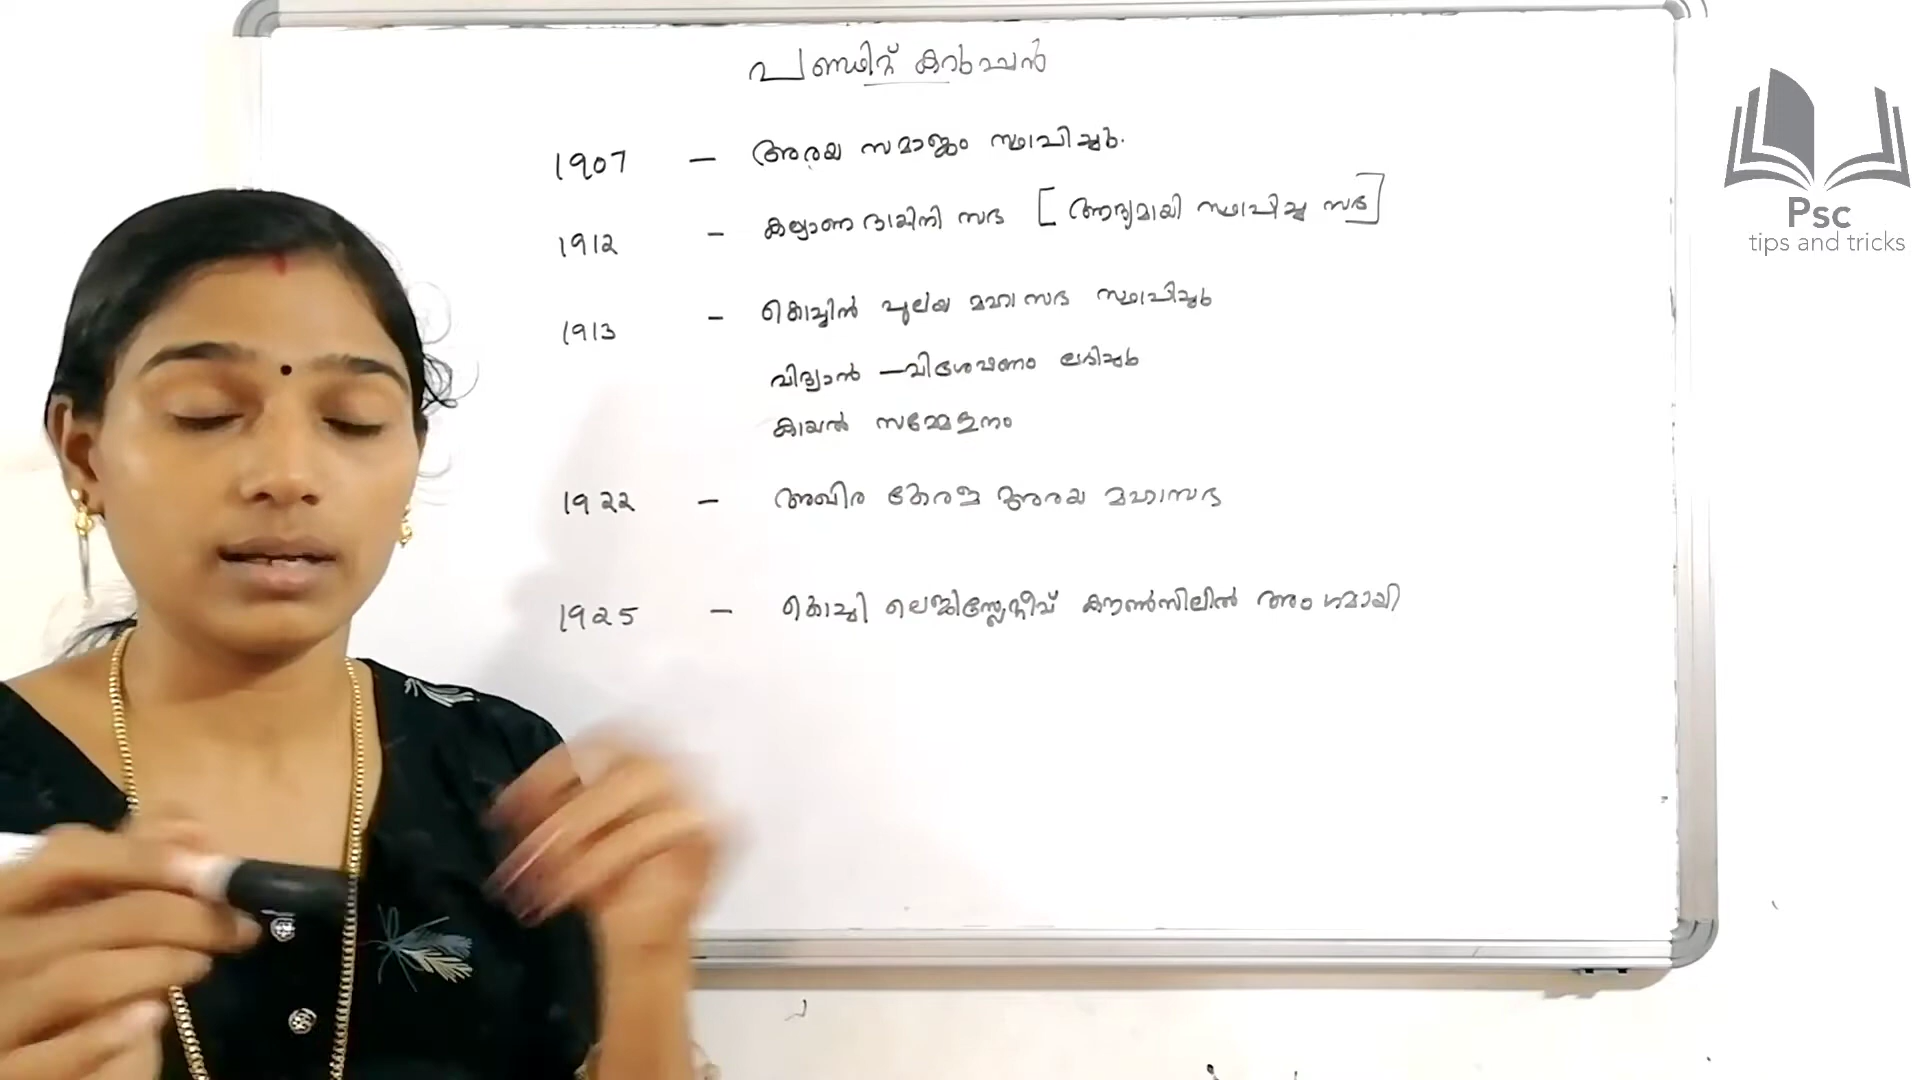 പണ്ഡിറ്റ് കറുപ്പൻ
1907 – അരയ സമാജം സ്ഥാപിച്ചു.
1912 – കല്യാണ ദായിനി സഭ [ആദ്യമായി സ്ഥാപിച്ച സഭ]
1913 – കൊച്ചിൻ പുലയ മഹാസഭ സ്ഥാപിച്ചു
വിദ്വാൻ – വിശേഷണം ലഭിച്ചു
കായൽ സമ്മേളനം
1922 – അഖില കേരള അരയ മഹാസഭ
1925 – കൊച്ചി ലെജിസ്ലേറ്റീവ് കൗൺസിലിൽ അംഗമായി
Psc
tips and tricks